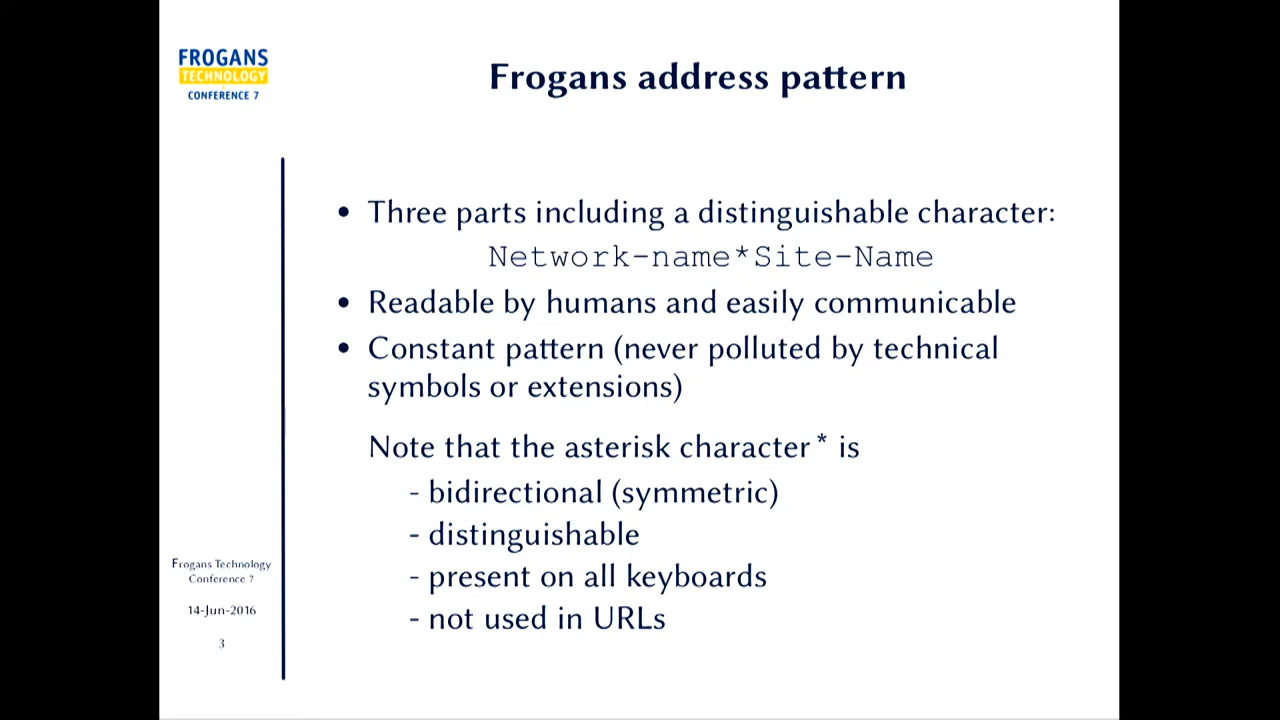 FROGANS
TECHNOLOGY
CONFERENCE 7
Frogans address pattern
• Three parts including a distinguishable character:
Network-name*Site-Name
• Readable by humans and easily communicable
• Constant pattern (never polluted by technical
symbols or extensions)
Note that the asterisk character * is
- bidirectional (symmetric)
- distinguishable
- present on all keyboards
- not used in URLs
Frogans Technology
Conference 7
14-Jun-2016
3